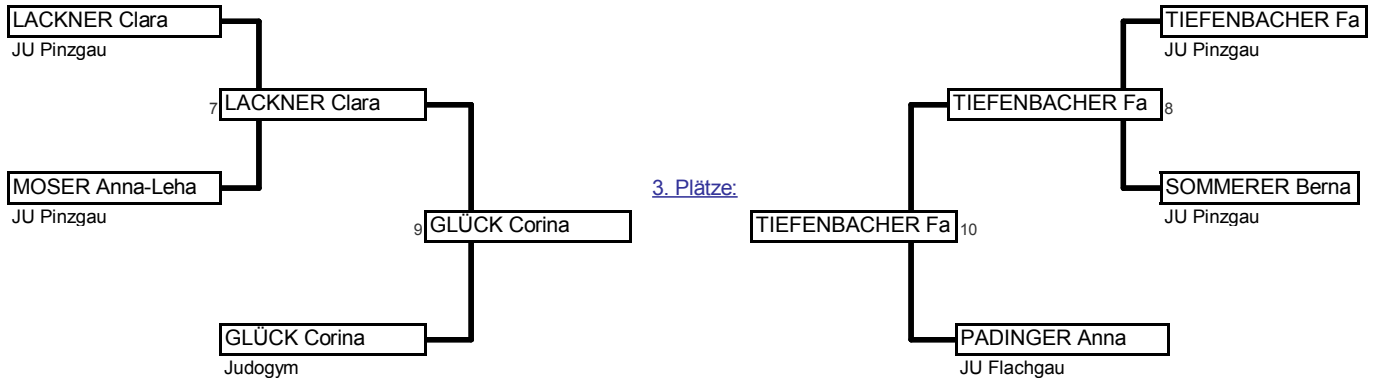 LACKNER Clara
JU Pinzgau
7 LACKNER Clara
MOSER Anna-Leha
JU Pinzgau
9 GLÜCK Corina
GLÜCK Corina
Judogym
3. Plätze:
TIEFENBACHER Fa
JU Pinzgau
TIEFENBACHER Fa 8
SOMMERER Berna
JU Pinzgau
TIEFENBACHER Fa 10
PADINGER Anna
JU Flachgau